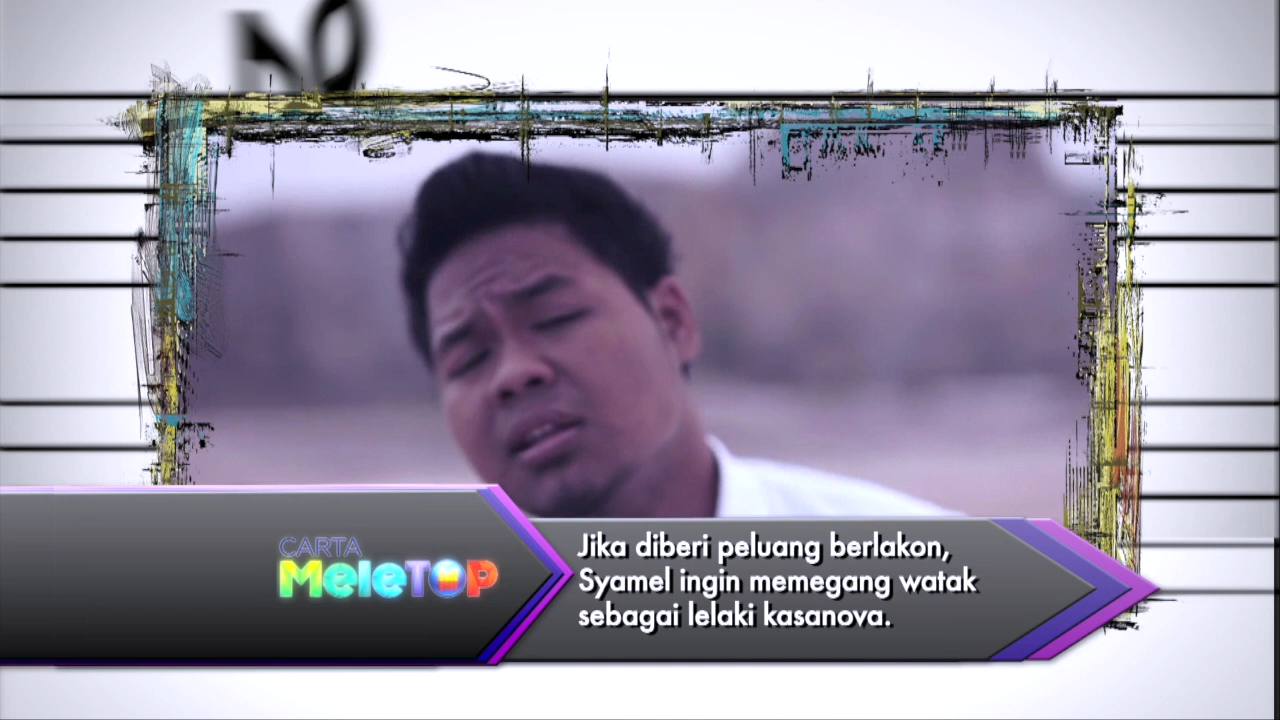 CARTA
MeleTOP
Jika diberi peluang berlakon,
Syamel ingin memegang watak
sebagai lelaki kasanova.